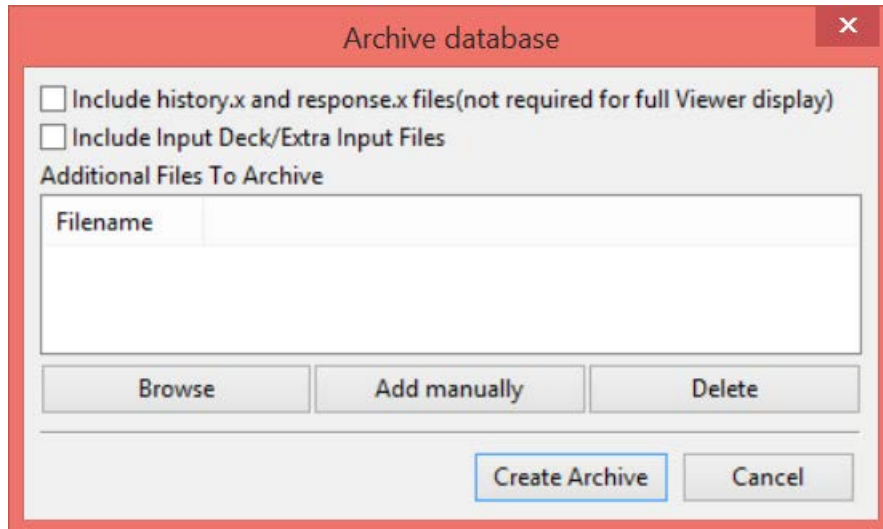 Archive database
Include history.x and response.x files(not required for full Viewer display)
Include Input Deck/Extra Input Files
Additional Files To Archive
Filename
Browse Add manually Delete
Create Archive Cancel